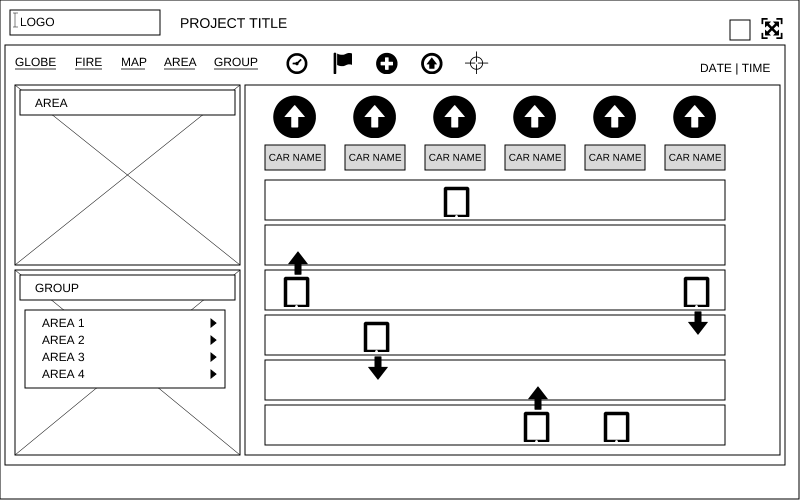 LOGO
PROJECT TITLE
GLOBE FIRE MAP AREA GROUP
DATE | TIME
AREA
CAR NAME CAR NAME CAR NAME CAR NAME CAR NAME CAR NAME
GROUP
AREA 1
AREA 2
AREA 3
AREA 4